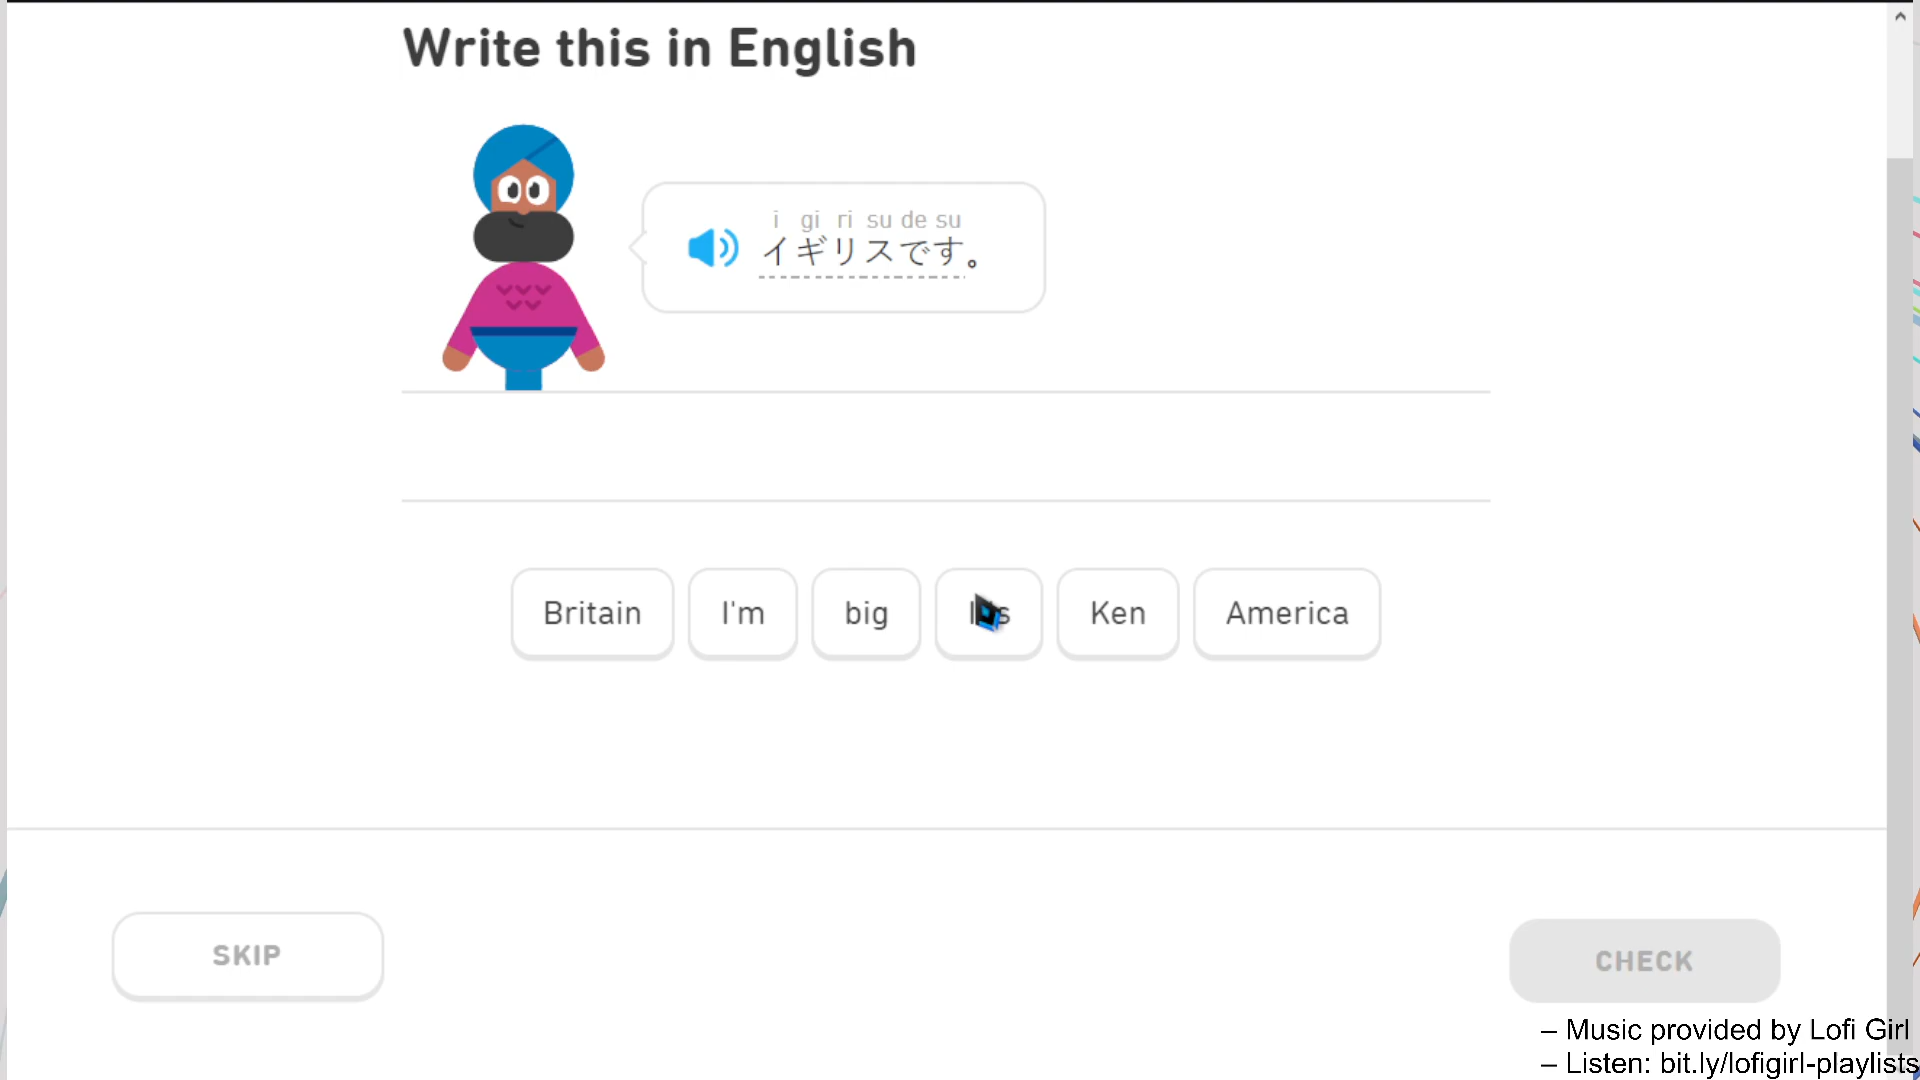 Write this in English
i gi ri su de su
イギリスです。
Britain
I'm
big
Ken
America
SKIP
CHECK
– Music provided by Lofi Girl
– Listen: bit.ly/lofigirl-playlists